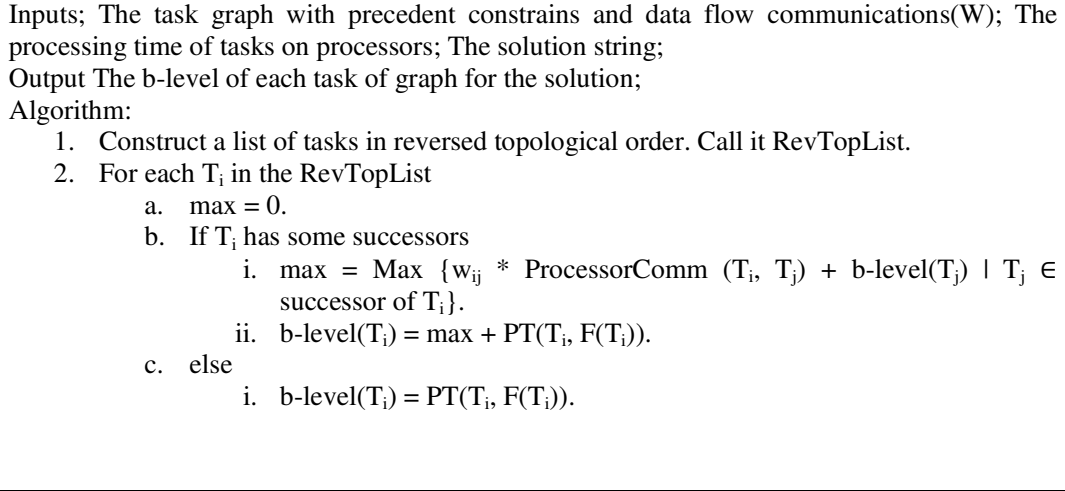 Inputs; The task graph with precedent constrains and data flow communications(W); The
processing time of tasks on processors; The solution string;
Output The b-level of each task of graph for the solution;
Algorithm:
1. Construct a list of tasks in reversed topological order. Call it RevTopList.
2. For each Ti in the RevTopList
a. max = 0.
b. If Ti has some successors
i. max = Max {wij * ProcessorComm (Ti, Tj) + b-level(Tj) | Tj ∈
successor of Ti}.
ii. b-level(Ti) = max + PT(Ti, F(Ti)).
c. else
i. b-level(Ti) = PT(Ti, F(Ti)).